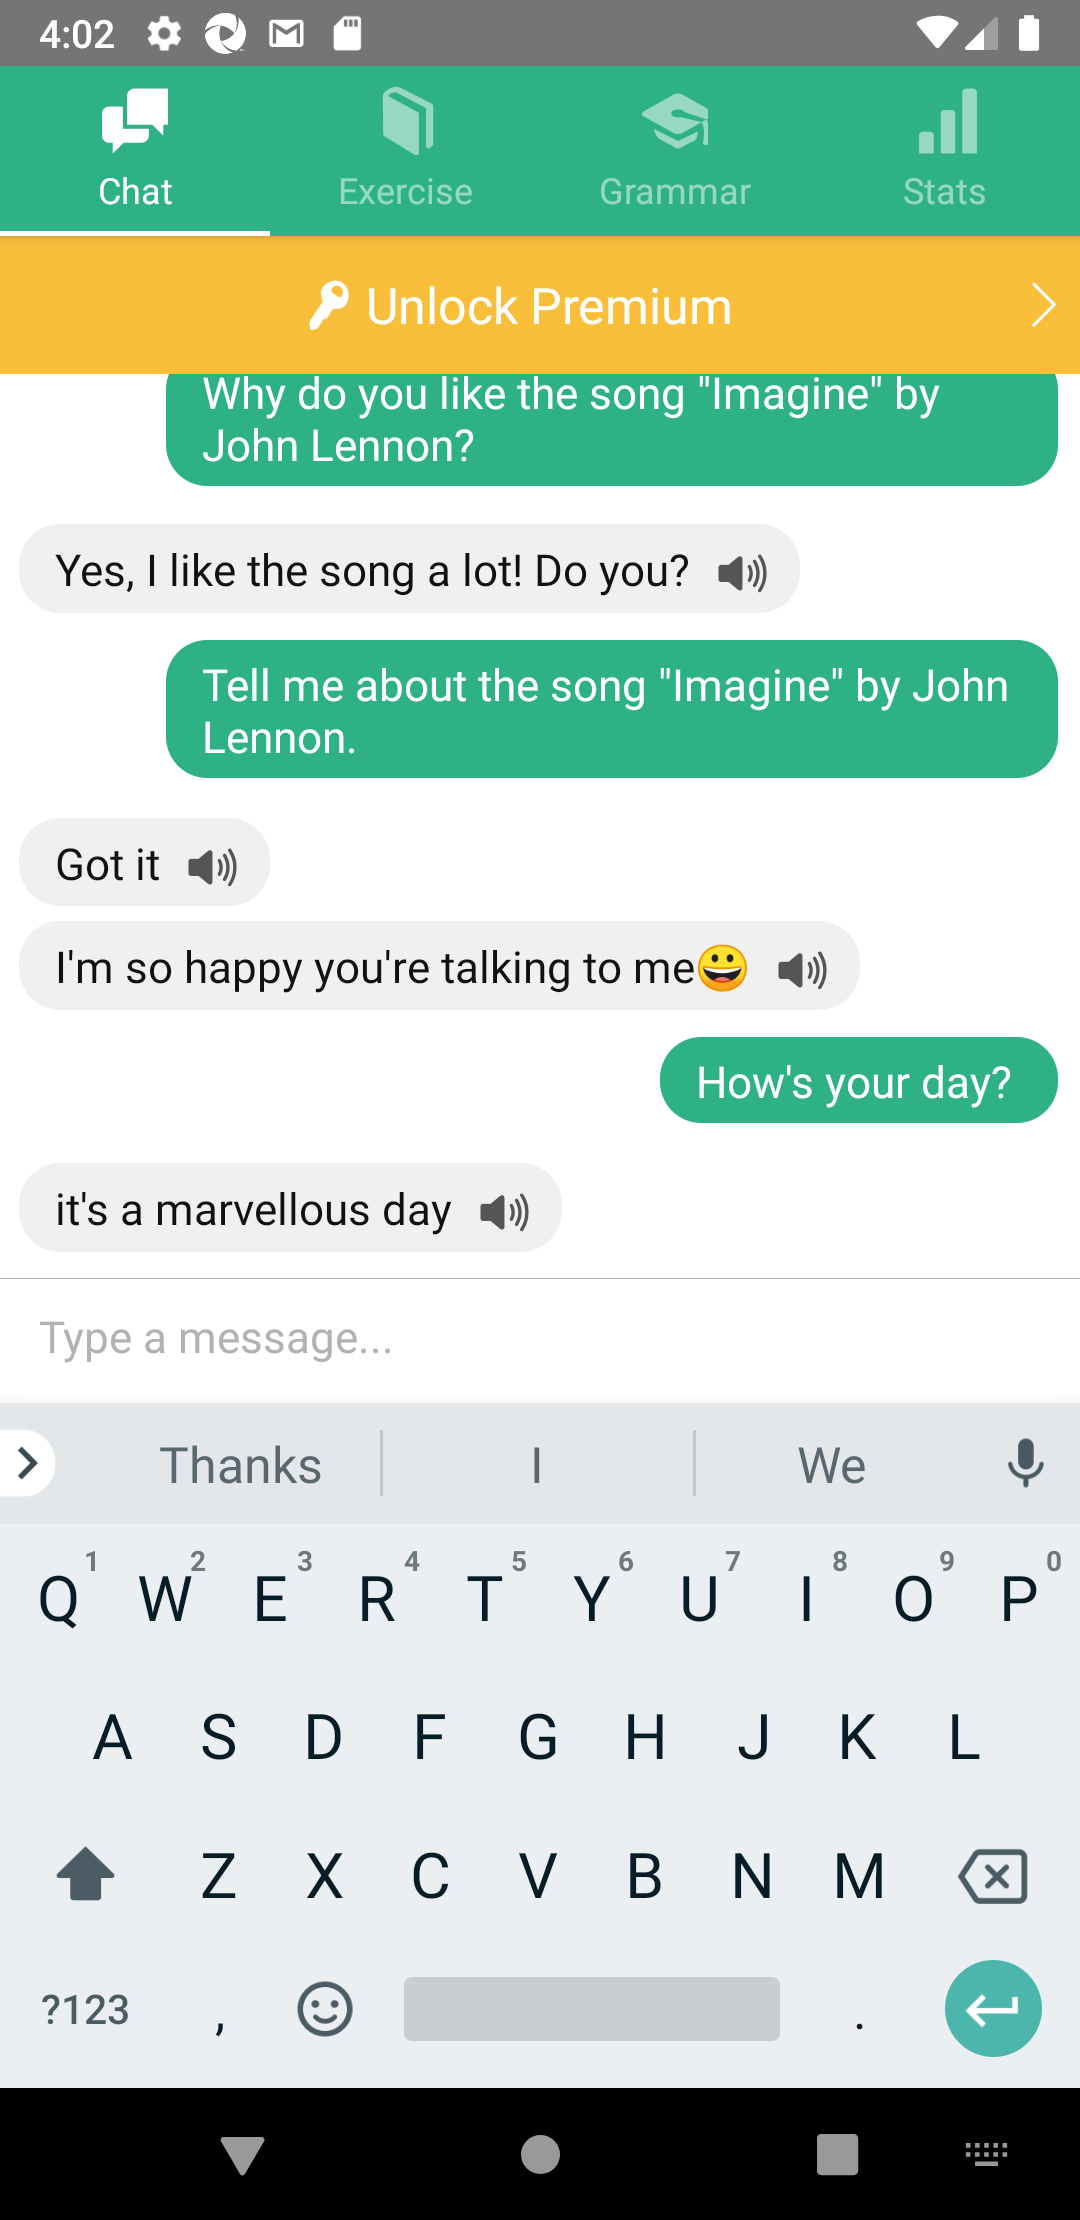 4:02
Chat
Exercise
Grammar
Stats
Unlock Premium
Why do you like the song "Imagine" by
John Lennon?
Yes, I like the song a lot! Do you?
Tell me about the song "Imagine" by John
Lennon.
Got it
I'm so happy you're talking to me😀
How's your day?
it's a marvellous day
Type a message...
Thanks
I
We
Q 1 W 2 E 3 R 4 T 5 Y 6 U 7 I 8 O 9 P 0
A S D F G H J K L
Z X C V B N M
?123 , .